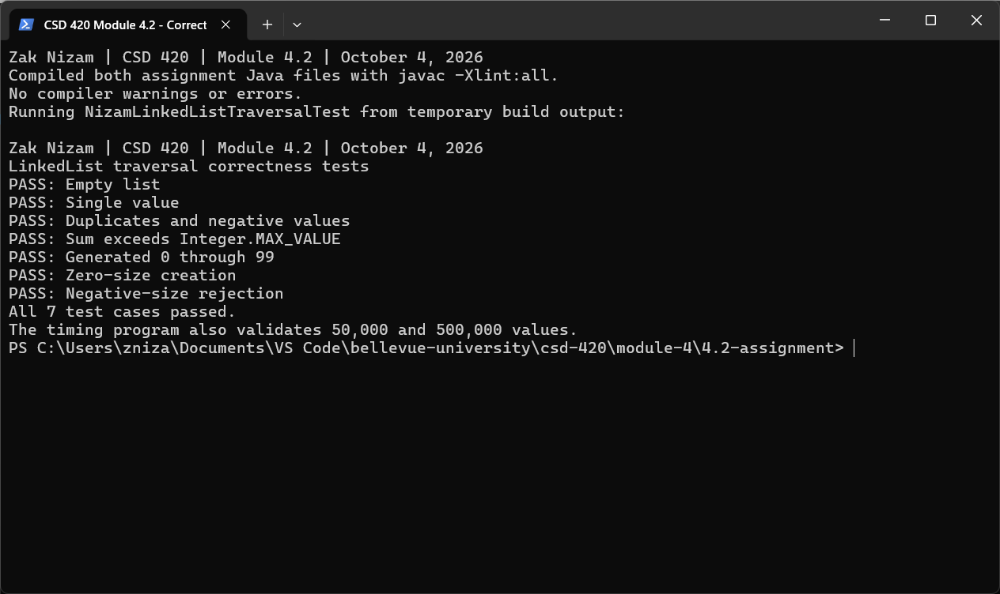 CSD 420 Module 4.2 - Correct
Zak Nizam | CSD 420 | Module 4.2 | October 4, 2026
Compiled both assignment Java files with javac -Xlint:all.
No compiler warnings or errors.
Running NizamLinkedListTraversalTest from temporary build output:

Zak Nizam | CSD 420 | Module 4.2 | October 4, 2026
LinkedList traversal correctness tests
PASS: Empty list
PASS: Single value
PASS: Duplicates and negative values
PASS: Sum exceeds Integer.MAX_VALUE
PASS: Generated 0 through 99
PASS: Zero-size creation
PASS: Negative-size rejection
All 7 test cases passed.
The timing program also validates 50,000 and 500,000 values.
PS C:\Users\zniza\Documents\VS Code\bellevue-university\csd-420\module-4\4.2-assignment>